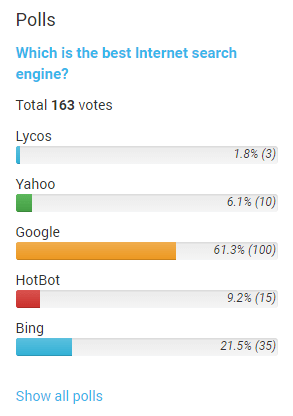 Polls
Which is the best Internet search
engine?
Total 163 votes
Lycos
1.8% (3)
Yahoo
6.1% (10)
Google
61.3% (100)
HotBot
9.2% (15)
Bing
21.5% (35)
Show all polls